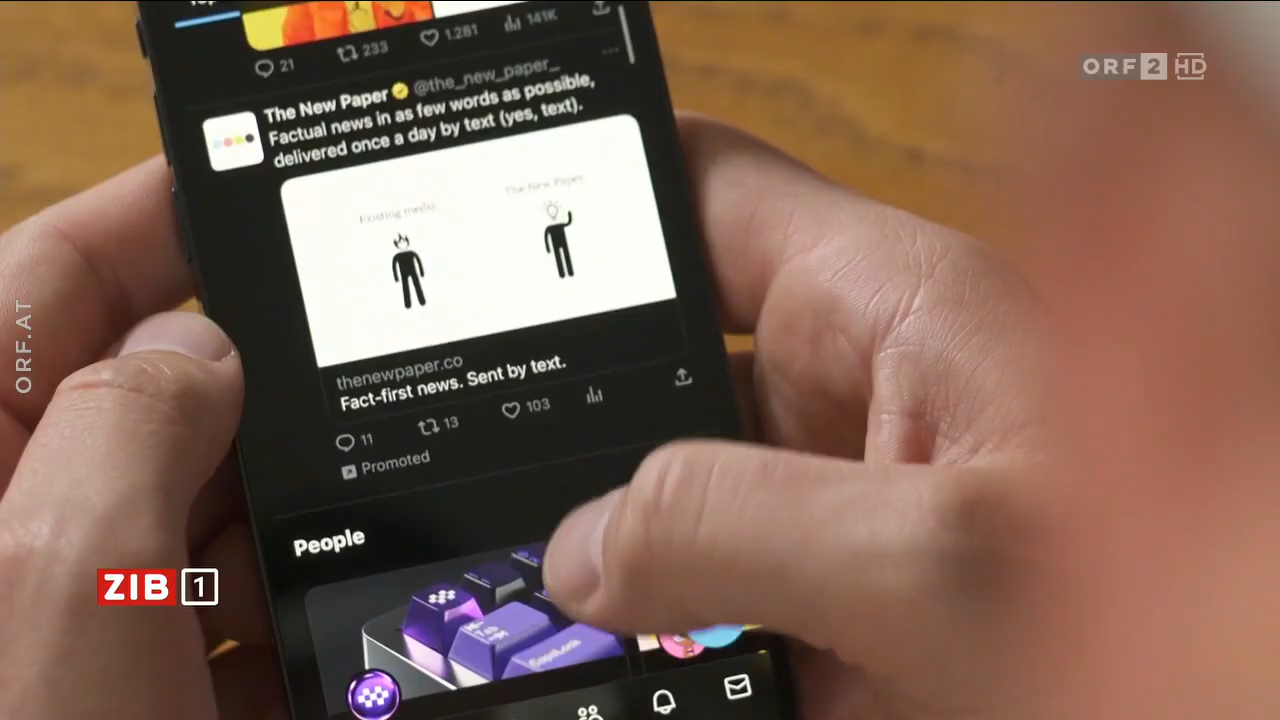 21
233
1.281
141K
ORF 2 HD
The New Paper @the_new_paper_
Factual news in as few words as possible,
delivered once a day by text (yes, text).
Existing media
The New Paper
ORF.AT
thenewpaper.co
Fact-first news. Sent by text.
11
13
103
Promoted
People
ZIB 1